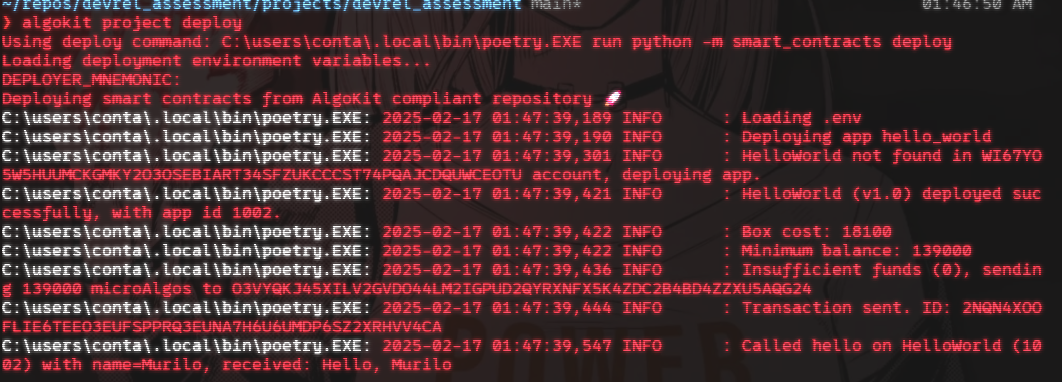 ~/repos/devrel_assessment/projects/devrel_assessment main* 01:46:50 AM
❯ algokit project deploy
Using deploy command: C:\users\conta\.local\bin\poetry.EXE run python -m smart_contracts deploy
Loading deployment environment variables...
DEPLOYER_MNEMONIC:
Deploying smart contracts from AlgoKit compliant repository 🚀
C:\users\conta\.local\bin\poetry.EXE: 2025-02-17 01:47:39,189 INFO : Loading .env
C:\users\conta\.local\bin\poetry.EXE: 2025-02-17 01:47:39,190 INFO : Deploying app hello_world
C:\users\conta\.local\bin\poetry.EXE: 2025-02-17 01:47:39,301 INFO : HelloWorld not found in WI67YO
5W5HUUMCKGMKY2O3OSEBIART34SFZUKCCCST74PQAJCDQUWCEOTU account, deploying app.
C:\users\conta\.local\bin\poetry.EXE: 2025-02-17 01:47:39,421 INFO : HelloWorld (v1.0) deployed suc
cessfully, with app id 1002.
C:\users\conta\.local\bin\poetry.EXE: 2025-02-17 01:47:39,422 INFO : Box cost: 18100
C:\users\conta\.local\bin\poetry.EXE: 2025-02-17 01:47:39,422 INFO : Minimum balance: 139000
C:\users\conta\.local\bin\poetry.EXE: 2025-02-17 01:47:39,436 INFO : Insufficient funds (0), sendin
g 139000 microAlgos to O3VYQKJ45XILV2GVDO44LM2IGPUD2QYRXNFX5K4ZDC2B4BD4ZZXU5AQG24
C:\users\conta\.local\bin\poetry.EXE: 2025-02-17 01:47:39,444 INFO : Transaction sent. ID: 2NQN4XOO
FLIE6TEEO3EUFSPPRQ3EUNA7H6U6UMDP6SZ2XRHVV4CA
C:\users\conta\.local\bin\poetry.EXE: 2025-02-17 01:47:39,547 INFO : Called hello on HelloWorld (10
02) with name=Murilo, received: Hello, Murilo
POWER